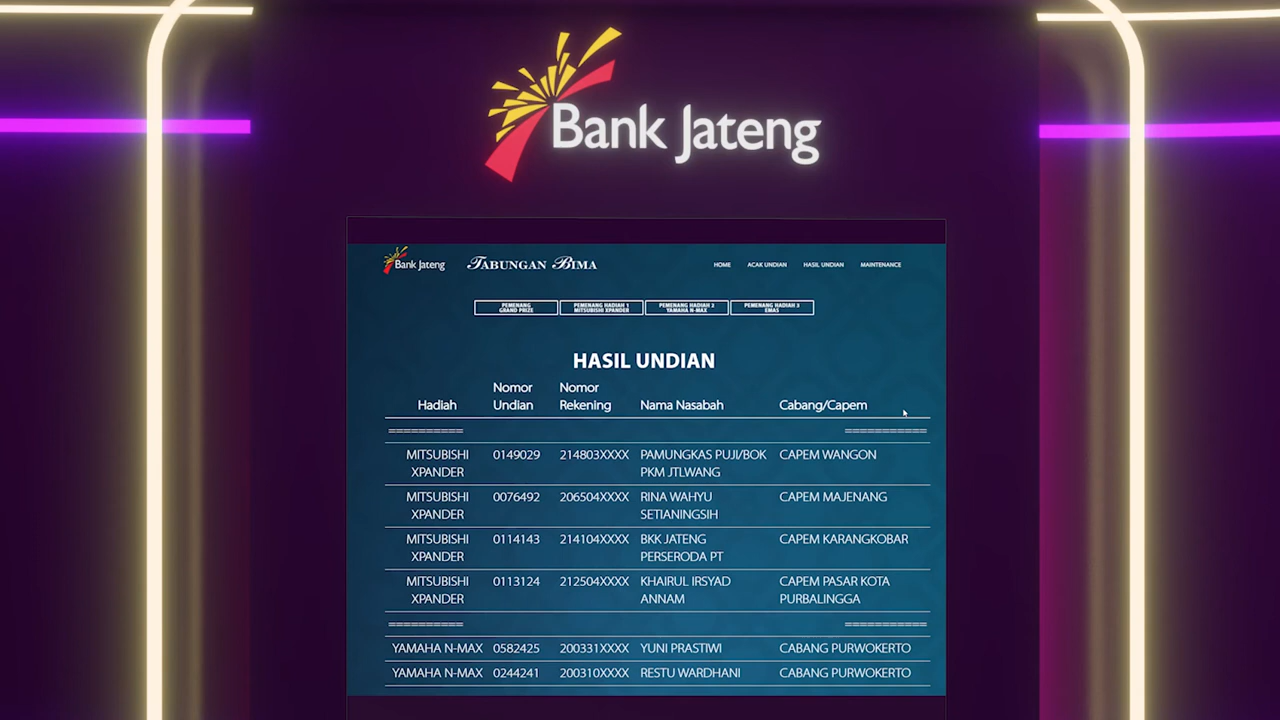 Bank Jateng
Bank Jateng
TABUNGAN BIMA
HOME ACAK UNDIAN HASIL UNDIAN MAINTENANCE
PEMENANG GRAND PRIZE
PEMENANG HADIAH 1 MITSUBISHI XPANDER
PEMENANG HADIAH 2 YAMAHA N-MAX
PEMENANG HADIAH 3 EMAS
HASIL UNDIAN
Hadiah Nomor Undian Nomor Rekening Nama Nasabah Cabang/Capem
============ =============
MITSUBISHI XPANDER 0149029 214803XXXX PAMUNGKAS PUJI/BOK PKM JTLWANG CAPEM WANGON
MITSUBISHI XPANDER 0076492 206504XXXX RINA WAHYU SETIANINGSIH CAPEM MAJENANG
MITSUBISHI XPANDER 0114143 214104XXXX BKK JATENG PERSERODA PT CAPEM KARANGKOBAR
MITSUBISHI XPANDER 0113124 212504XXXX KHAIRUL IRSYAD ANNAM CAPEM PASAR KOTA PURBALINGGA
============ =============
YAMAHA N-MAX 0582425 200331XXXX YUNI PRASTIWI CABANG PURWOKERTO
YAMAHA N-MAX 0244241 200310XXXX RESTU WARDHANI CABANG PURWOKERTO